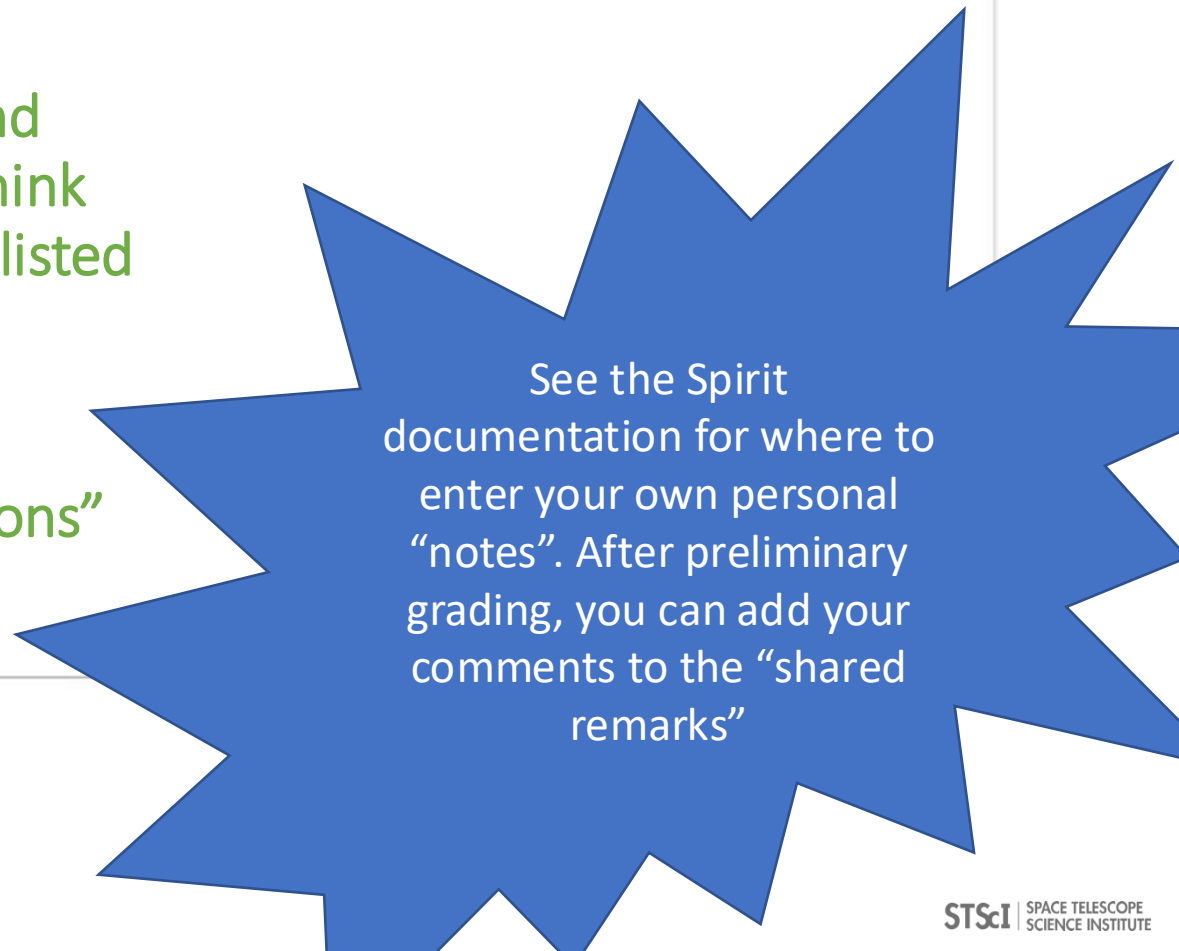 nd
hink
listed
ons”
See the Spirit
documentation for where to
enter your own personal
“notes”. After preliminary
grading, you can add your
comments to the “shared
remarks”
STScI | SPACE TELESCOPE
SCIENCE INSTITUTE